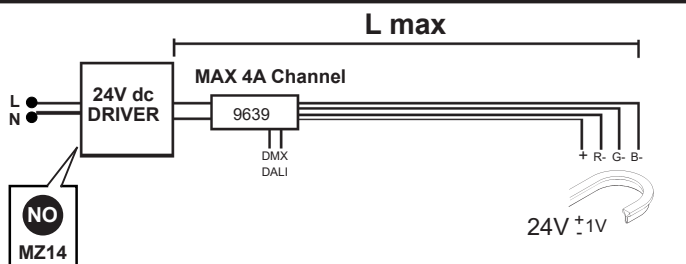 L max
MAX 4A Channel
24V dc
DRIVER
L
N
9639
DMX
DALI
+ R- G- B-
24V +- 1V
NO
MZ14